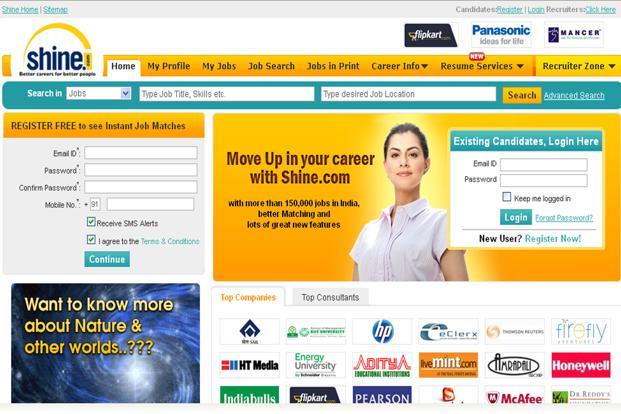 Shine Home | Sitemap
Candidates:Register | Login Recruiters:Click Here
flipkart.com
Panasonic
ideas for life
MANCER
shine.com
Better careers for better people
Home
My Profile
My Jobs
Job Search
Jobs in Print
Career Info
NEW
Resume Services
Recruiter Zone
Search in
Jobs
Type Job Title, Skills etc.
Type desired Job Location
Search
Advanced Search
REGISTER FREE to see Instant Job Matches
Email ID*:
Password*:
Confirm Password*:
Mobile No.*: + 91
Receive SMS Alerts
I agree to the Terms & Conditions
Continue
Move Up in your career
with Shine.com
with more than 150,000 jobs in India,
better Matching and
lots of great new features
Existing Candidates, Login Here
Email ID
Password
Keep me logged in
Login Forgot Password?
New User? Register Now!
Want to know more
about Nature &
other worlds..???
Top Companies
Top Consultants
hp
eClerx
THOMSON REUTERS
firefly
HT Media
Energy
University
ADITYA
EDUCATIONAL INSTITUTIONS
livemint.com
AMRAPALI
Honeywell
Indiabulls
flipkart.com
PEARSON
McAfee
DR. REDDY'S